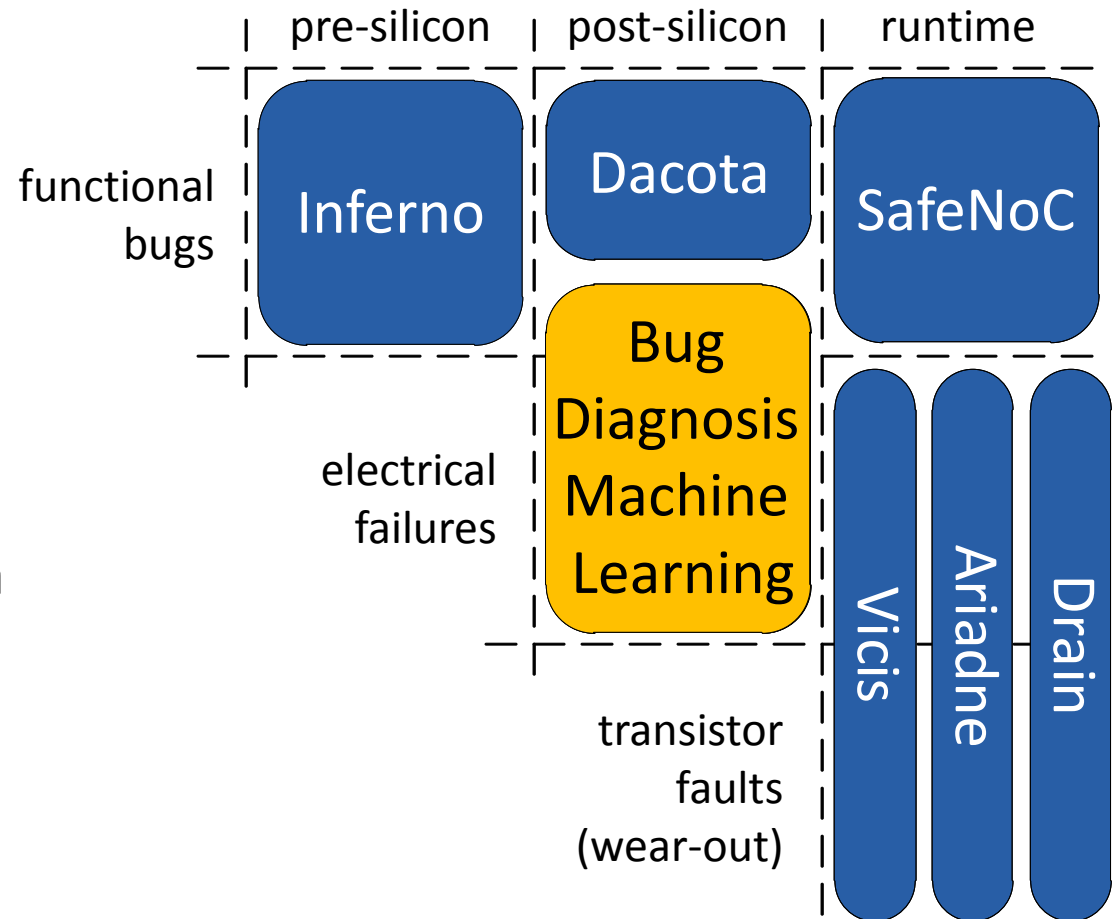 pre-silicon post-silicon runtime
functional
bugs
Inferno
Dacota
SafeNoC
electrical
failures
Bug
Diagnosis
Machine
Learning
transistor
faults
(wear-out)
Vicis
Ariadne
Drain